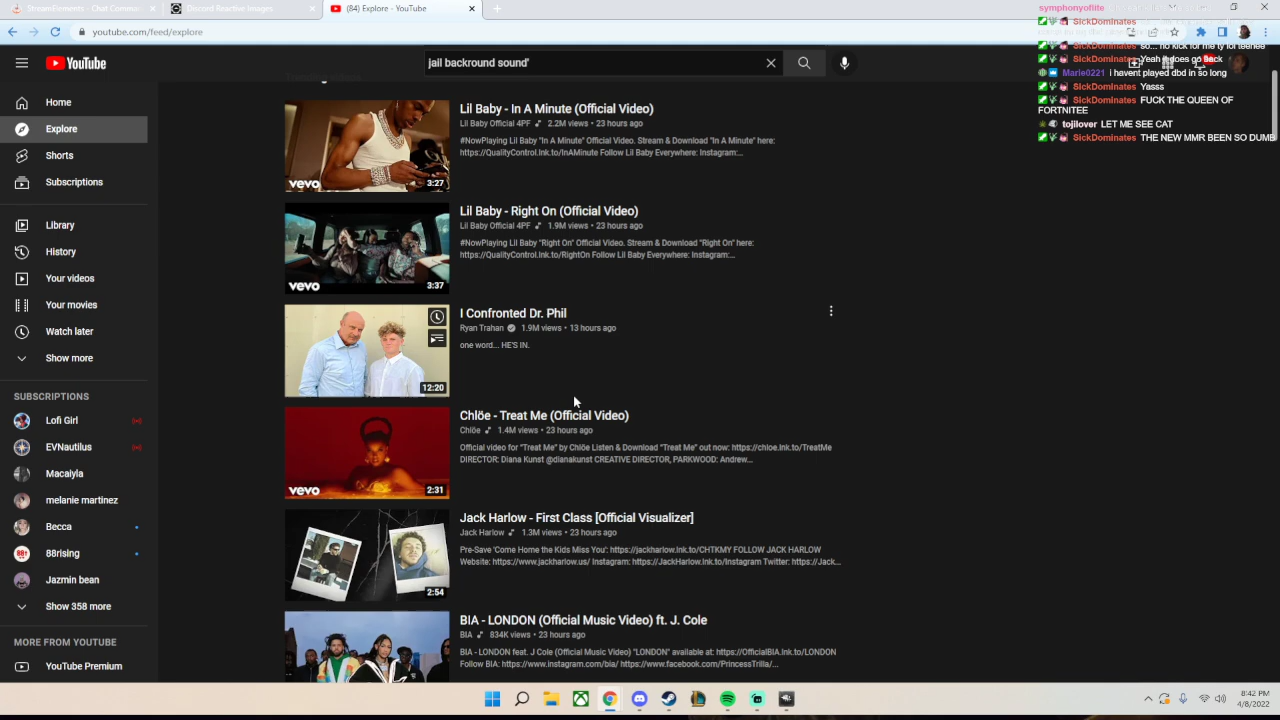 StreamElements - Chat Comman
Discord Reactive Images
(84) Explore - YouTube
youtube.com/feed/explore
YouTube
jail backround sound'
Home
Explore
Shorts
Subscriptions
Library
History
Your videos
Your movies
Watch later
Show more
SUBSCRIPTIONS
Lofi Girl
EVNautilus
Macaiyla
melanie martinez
Becca
88rising
Jazmin bean
Show 358 more
MORE FROM YOUTUBE
YouTube Premium
Lil Baby - In A Minute (Official Video)
Lil Baby Official 4PF 2.2M views • 23 hours ago
#NowPlaying Lil Baby "In A Minute" Official Video. Stream & Download "In A Minute" here:
https://QualityControl.lnk.to/InAMinute Follow Lil Baby Everywhere: Instagram:...
vevo
3:27
Lil Baby - Right On (Official Video)
Lil Baby Official 4PF 1.9M views • 23 hours ago
#NowPlaying Lil Baby "Right On" Official Video. Stream & Download "Right On" here:
https://QualityControl.lnk.to/RightOn Follow Lil Baby Everywhere: Instagram:...
vevo
3:37
I Confronted Dr. Phil
Ryan Trahan 1.9M views • 13 hours ago
one word... HE'S IN.
12:20
Chlöe - Treat Me (Official Video)
Chlöe 1.4M views • 23 hours ago
Official video for "Treat Me" by Chlöe Listen & Download "Treat Me" out now: https://chloe.lnk.to/TreatMe
DIRECTOR: Diana Kunst @dianakunst CREATIVE DIRECTOR, PARKWOOD: Andrew...
vevo
2:31
Jack Harlow - First Class [Official Visualizer]
Jack Harlow 1.3M views • 23 hours ago
Pre-Save 'Come Home the Kids Miss You': https://jackharlow.lnk.to/CHTKMY FOLLOW JACK HARLOW
Website: https://www.jackharlow.us/ Instagram: https://JackHarlow.lnk.to/Instagram Twitter: https://Jack...
2:54
BIA - LONDON (Official Music Video) ft. J. Cole
BIA 834K views • 23 hours ago
BIA - LONDON feat. J Cole (Official Music Video) "LONDON" available at: https://OfficialBIA.lnk.to/LONDON
Follow BIA: https://www.instagram.com/bia/ https://www.facebook.com/PrincessTrilla/...
symphonyoflite
SickDominates
SickDominates so... no kick for me ty lol teehee
SickDominates Yeah it does go back
Marie0221 i havent played dbd in so long
SickDominates Yasss
SickDominates FUCK THE QUEEN OF
FORTNITEE
tojilover LET ME SEE CAT
SickDominates THE NEW MMR BEEN SO DUMB
8:42 PM
4/8/2022